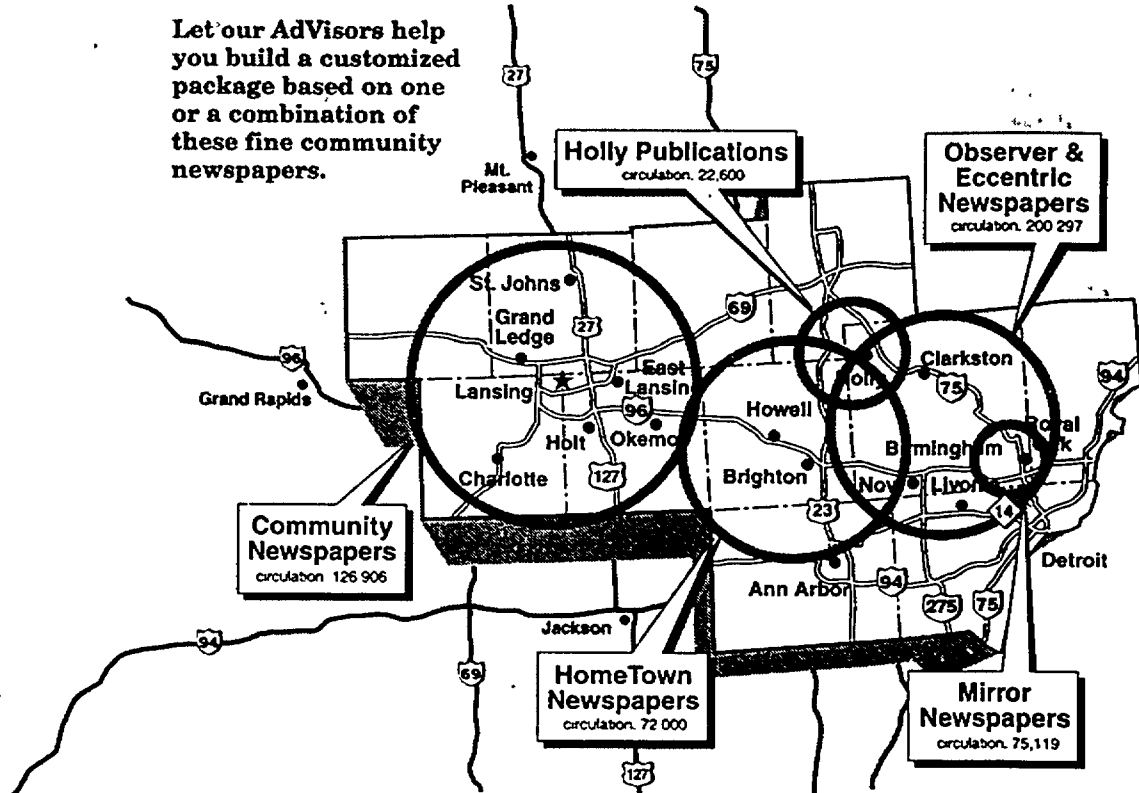 Let our AdVisors help
you build a customized
package based on one
or a combination of
these fine community
newspapers.
27
75
Mt.
Pleasant
Holly Publications
circulation. 22,600
Observer &
Eccentric
Newspapers
circulation. 200 297
St. Johns
Grand
Ledge
27
69
96
Grand Rapids
Lansing
East
Lansing
Clarkston
75
94
96
Howell
Holt
Okemo
Birmingham
Royal
Charlotte
127
Brighton
Novi
Livonia
23
14
Community
Newspapers
circulation 126 906
Detroit
Ann Arbor
94
275
75
Jackson
94
69
HomeTown
Newspapers
circulation. 72 000
Mirror
Newspapers
circulation. 75,119
127